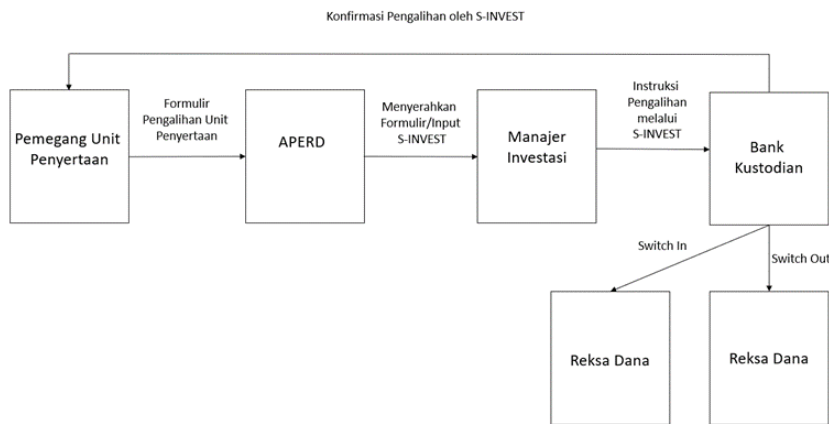 Konfirmasi Pengalihan oleh S-INVEST
Pemegang Unit
Penyertaan
Formulir
Pengalihan Unit
Penyertaan
APERD
Menyerahkan
Formulir/Input
S-INVEST
Manajer
Investasi
Instruksi
Pengalihan
melalui
S-INVEST
Bank
Kustodian
Switch In
Switch Out
Reksa Dana
Reksa Dana